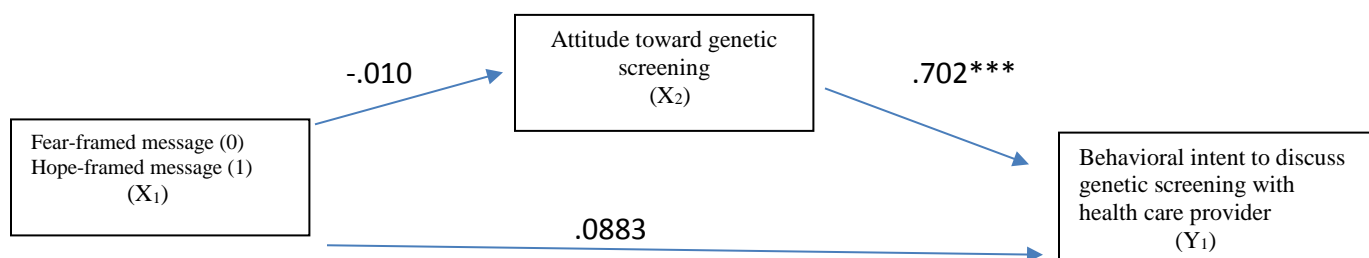 Attitude toward genetic
screening
(X₂)
-.010
.702***
Fear-framed message (0)
Hope-framed message (1)
(X₁)
Behavioral intent to discuss
genetic screening with
health care provider
(Y₁)
.0883